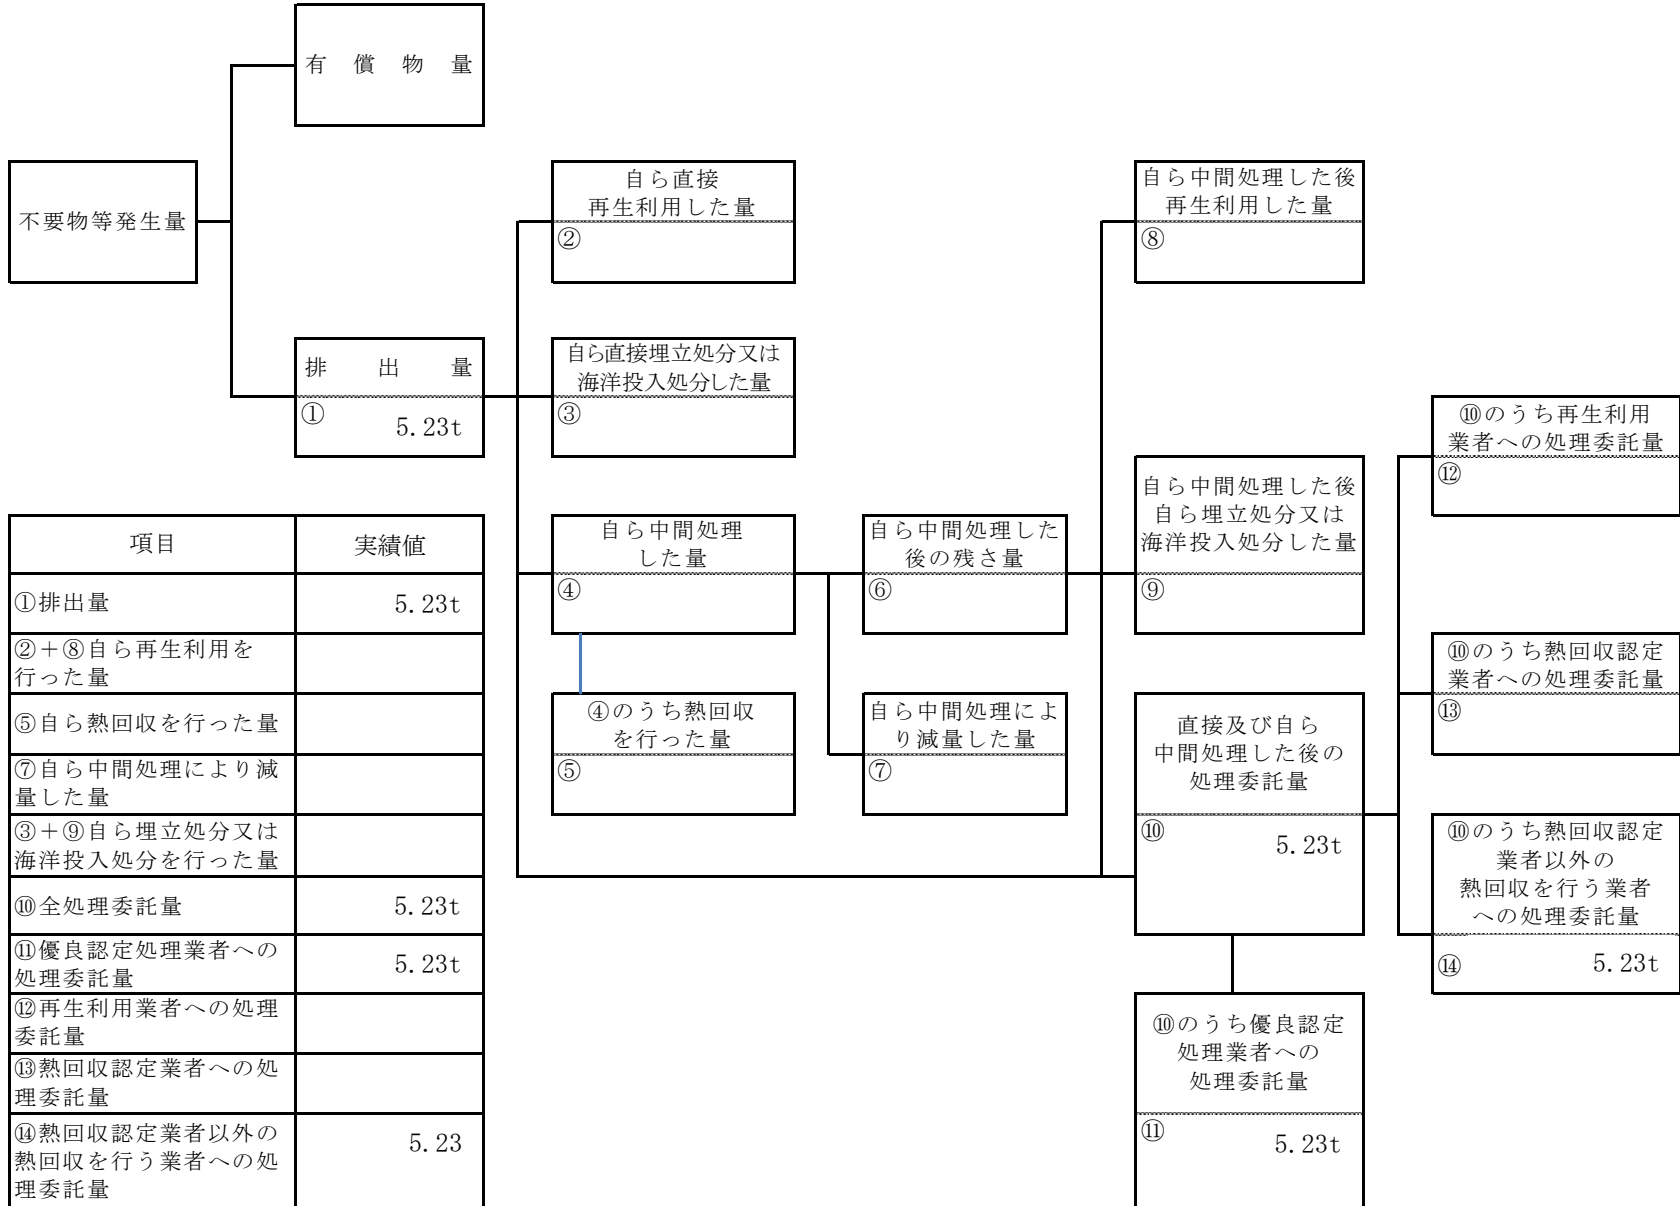 有償物量
不要物等発生量
排出量
①
5.23t
自ら直接
再生利用した量
②
自ら直接埋立処分又は
海洋投入処分した量
③
自ら中間処理
した量
④
④のうち熱回収
を行った量
⑤
自ら中間処理した
後の残さ量
⑥
自ら中間処理によ
り減量した量
⑦
自ら中間処理した後
再生利用した量
⑧
自ら中間処理した後
自ら埋立処分又は
海洋投入処分した量
⑨
直接及び自ら
中間処理した後の
処理委託量
⑩
5.23t
⑩のうち優良認定
処理業者への
処理委託量
⑪
5.23t
⑩のうち再生利用
業者への処理委託量
⑫
⑩のうち熱回収認定
業者への処理委託量
⑬
⑩のうち熱回収認定
業者以外の
熱回収を行う業者
への処理委託量
⑭
5.23t
項目 実績値
①排出量 5.23t
②＋⑧自ら再生利用を
行った量
⑤自ら熱回収を行った量
⑦自ら中間処理により減
量した量
③＋⑨自ら埋立処分又は
海洋投入処分を行った量
⑩全処理委託量 5.23t
⑪優良認定処理業者への
処理委託量 5.23t
⑫再生利用業者への処理
委託量
⑬熱回収認定業者への処
理委託量
⑭熱回収認定業者以外の
熱回収を行う業者への処
理委託量 5.23